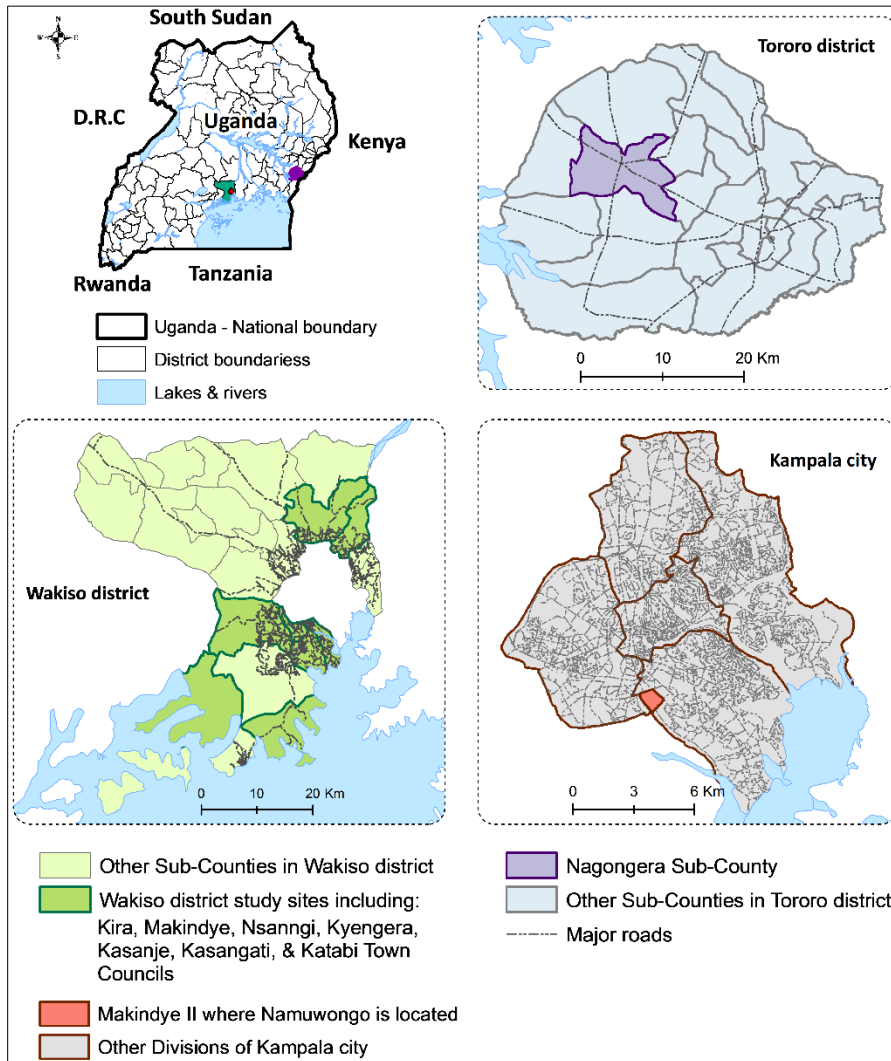 South Sudan
N
W E
S
D.R.C
Uganda
Kenya
Rwanda
Tanzania
Uganda - National boundary
District boundariess
Lakes & rivers
Tororo district
0 10 20 Km
Wakiso district
0 10 20 Km
Kampala city
0 3 6 Km
Other Sub-Counties in Wakiso district
Wakiso district study sites including:
Kira, Makindye, Nsanngi, Kyengera,
Kasanje, Kasangati, & Katabi Town
Councils
Makindye II where Namuwongo is located
Other Divisions of Kampala city
Nagongera Sub-County
Other Sub-Counties in Tororo district
Major roads